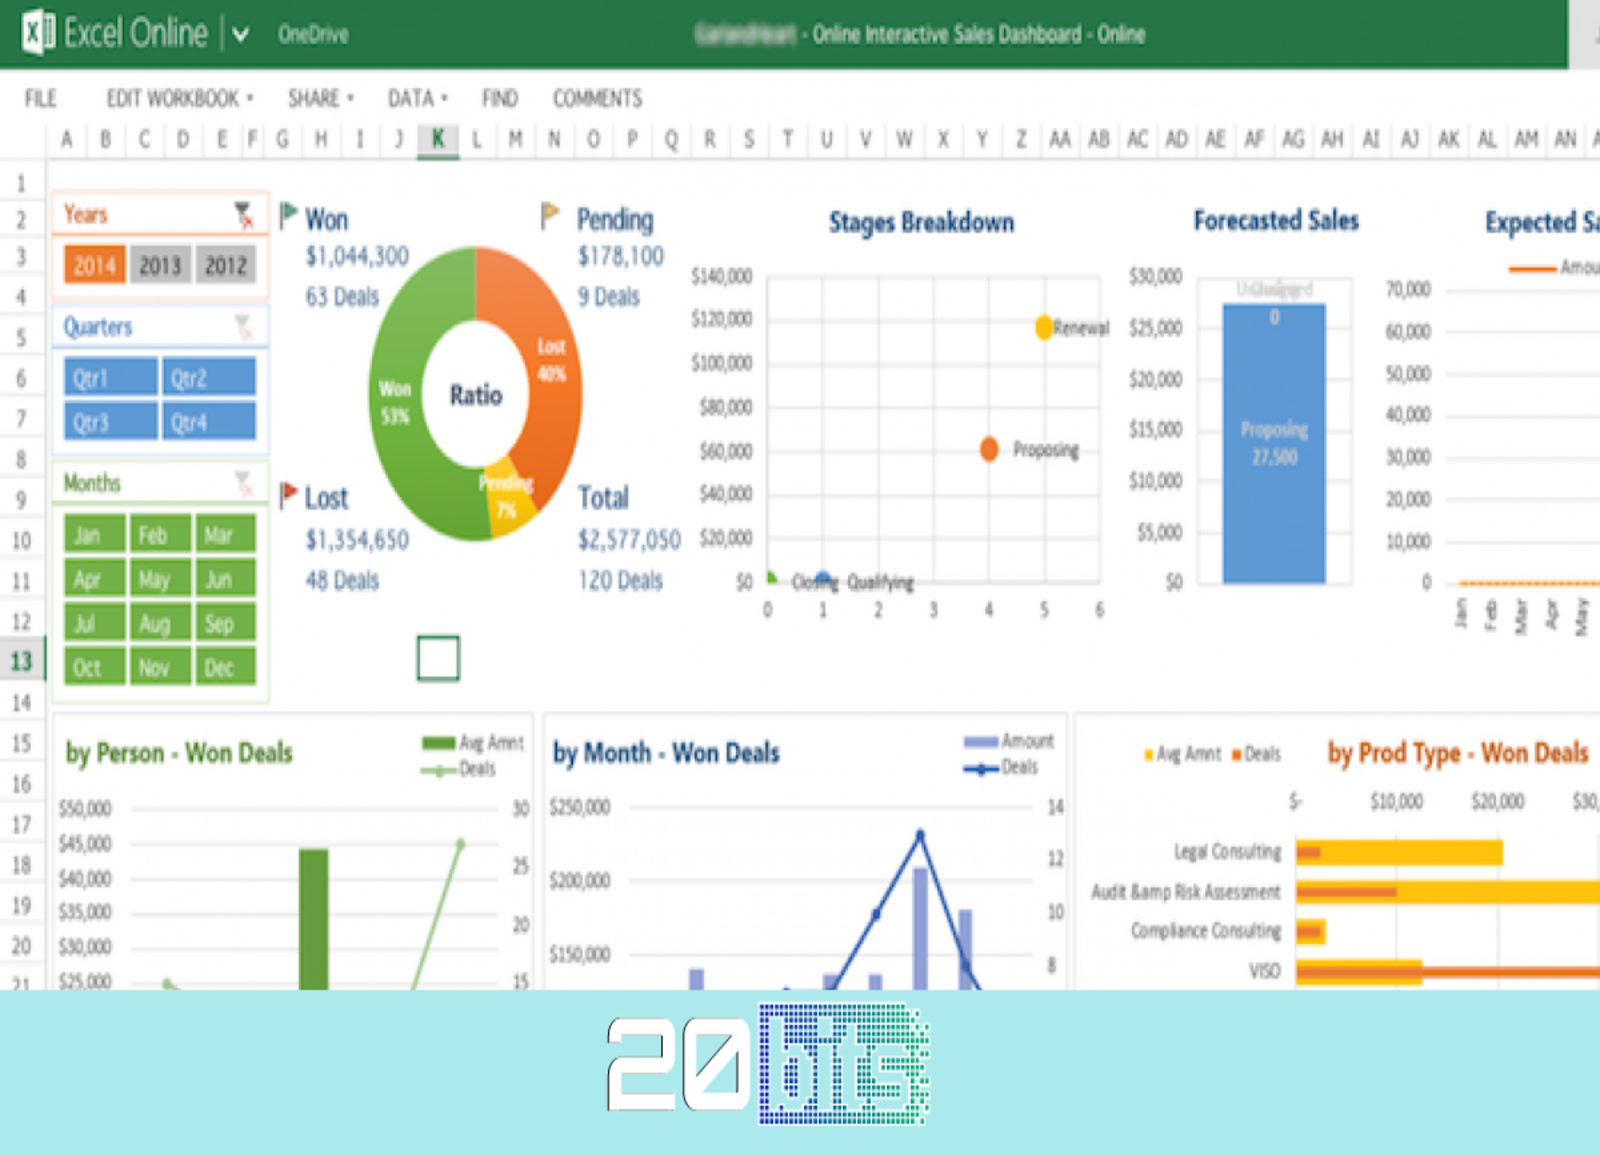 Excel Online OneDrive - Online Interactive Sales Dashboard - Online
FILE EDIT WORKBOOK SHARE DATA FIND COMMENTS
A B C D E F G H I J K L M N O P Q R S T U V W X Y Z AA AB AC AD AE AF AG AH AI AJ AK AL AM AN
1
2
3
4
5
6
7
8
9
10
11
12
13
14
15
16
17
18
19
20
21
Years
2014 2013 2012
Quarters
Qtr1 Qtr2
Qtr3 Qtr4
Months
Jan Feb Mar
Apr May Jun
Jul Aug Sep
Oct Nov Dec
Won
$1,044,300
63 Deals
Pending
$178,100
9 Deals
Ratio
Won
53%
Lost
40%
Pending
7%
Lost
$1,354,650
48 Deals
Total
$2,577,050
120 Deals
Stages Breakdown
$140,000
$120,000
$100,000
$80,000
$60,000
$40,000
$20,000
$0
Renewal
Proposing
Closing Qualifying
0 1 2 3 4 5 6
Forecasted Sales
$30,000
$25,000
$20,000
$15,000
$10,000
$5,000
$0
0
Proposing
27,500
Expected Sa
Amou
70,000
60,000
50,000
40,000
30,000
20,000
10,000
0
Jan Feb Mar Apr May
by Person - Won Deals
Avg Amnt
Deals
$50,000
$45,000
$40,000
$35,000
$30,000
$25,000
30
25
20
15
by Month - Won Deals
Amount
Deals
$250,000
$200,000
$150,000
14
12
10
8
Avg Amnt Deals by Prod Type - Won Deals
$- $10,000 $20,000 $30,
Legal Consulting
Audit &amp Risk Assessment
Compliance Consulting
VISO
20bits